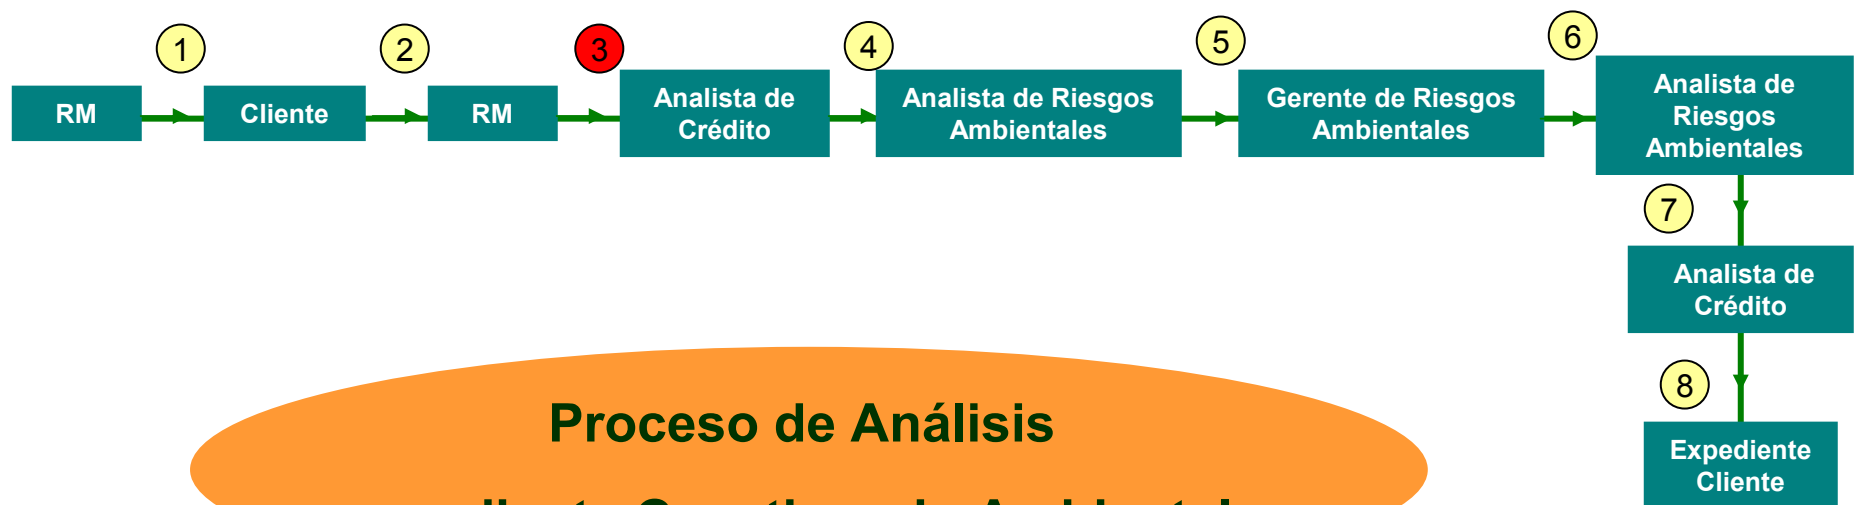 1
2
3
4
5
6
RM
Cliente
RM
Analista de
Crédito
Analista de Riesgos
Ambientales
Gerente de Riesgos
Ambientales
Analista de
Riesgos
Ambientales
7
Analista de
Crédito
8
Expediente
Cliente
Proceso de Análisis